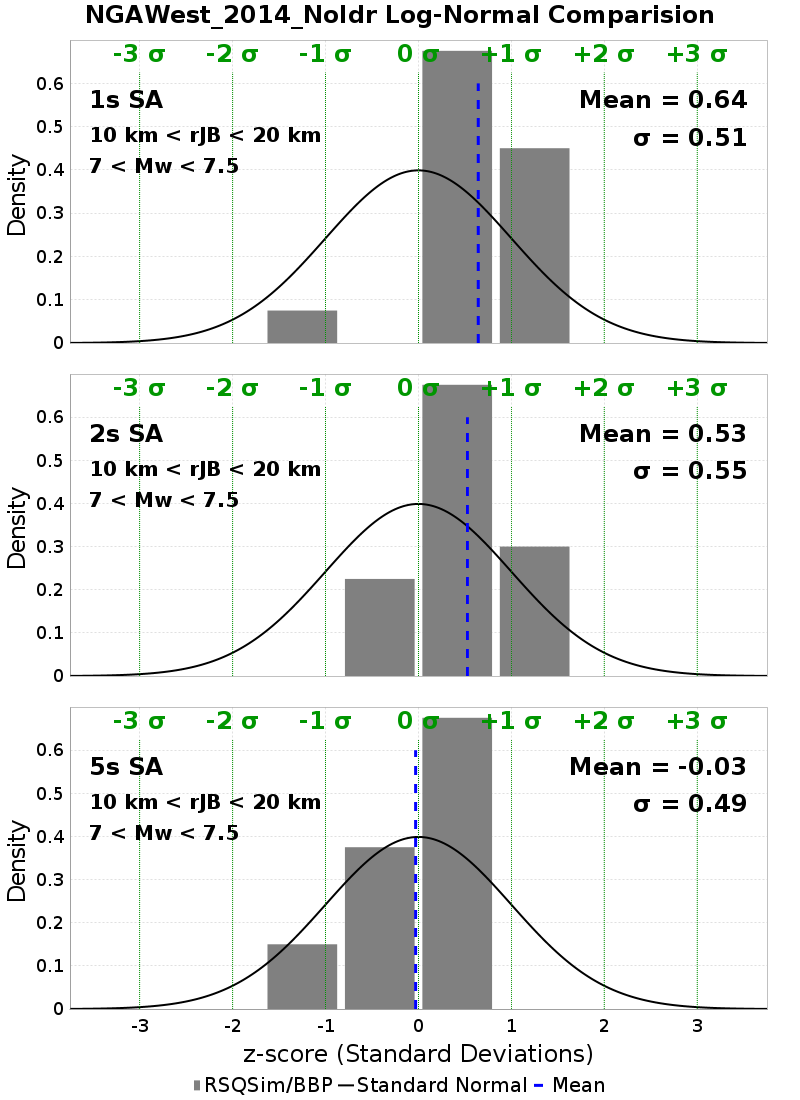 NGAWest_2014_NoIdr Log-Normal Comparision
-3 σ -2 σ -1 σ 0 σ +1 σ +2 σ +3 σ
1s SA
Mean = 0.64
10 km < rJB < 20 km
σ = 0.51
7 < Mw < 7.5
Density
0.6
0.5
0.4
0.3
0.2
0.1
0
-3 σ -2 σ -1 σ 0 σ +1 σ +2 σ +3 σ
2s SA
Mean = 0.53
10 km < rJB < 20 km
σ = 0.55
7 < Mw < 7.5
Density
0.6
0.5
0.4
0.3
0.2
0.1
0
-3 σ -2 σ -1 σ 0 σ +1 σ +2 σ +3 σ
5s SA
Mean = -0.03
10 km < rJB < 20 km
σ = 0.49
7 < Mw < 7.5
Density
0.6
0.5
0.4
0.3
0.2
0.1
0
-3 -2 -1 0 1 2 3
z-score (Standard Deviations)
RSQSim/BBP Standard Normal Mean